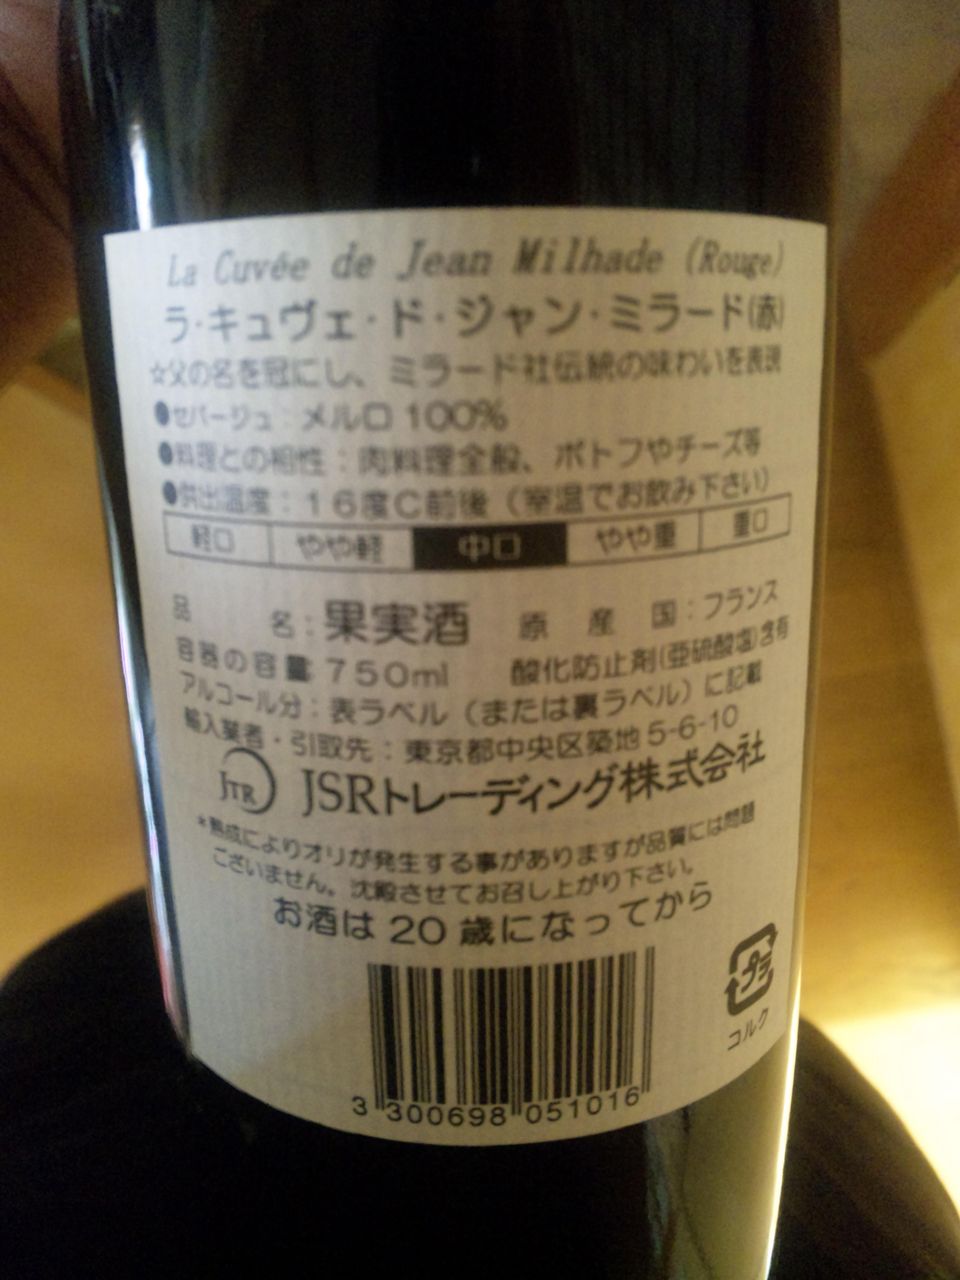 La Cuvée de Jean Milhade (Rouge)
ラ・キュヴェ・ド・ジャン・ミラード(赤)
☆父の名を冠にし、ミラード社伝統の味わいを表現
●セパージュ：メルロ 100%
●料理との相性：肉料理全般、ポトフやチーズ等
●供出温度：１６度C前後（室温でお飲み下さい）
軽口 やや軽 中口 やや重 重口
品名：果実酒 原産国：フランス
容器の容量 750ml 酸化防止剤(亜硫酸塩)含有
アルコール分：表ラベル（または裏ラベル）に記載
輸入業者・引取先：東京都中央区築地 5-6-10
JTR JSRトレーディング株式会社
*熟成によりオリが発生する事がありますが品質には問題
ございません。沈殿させてお召し上がり下さい。
お酒は 20 歳になってから
プラ
コルク
3 300698 051016